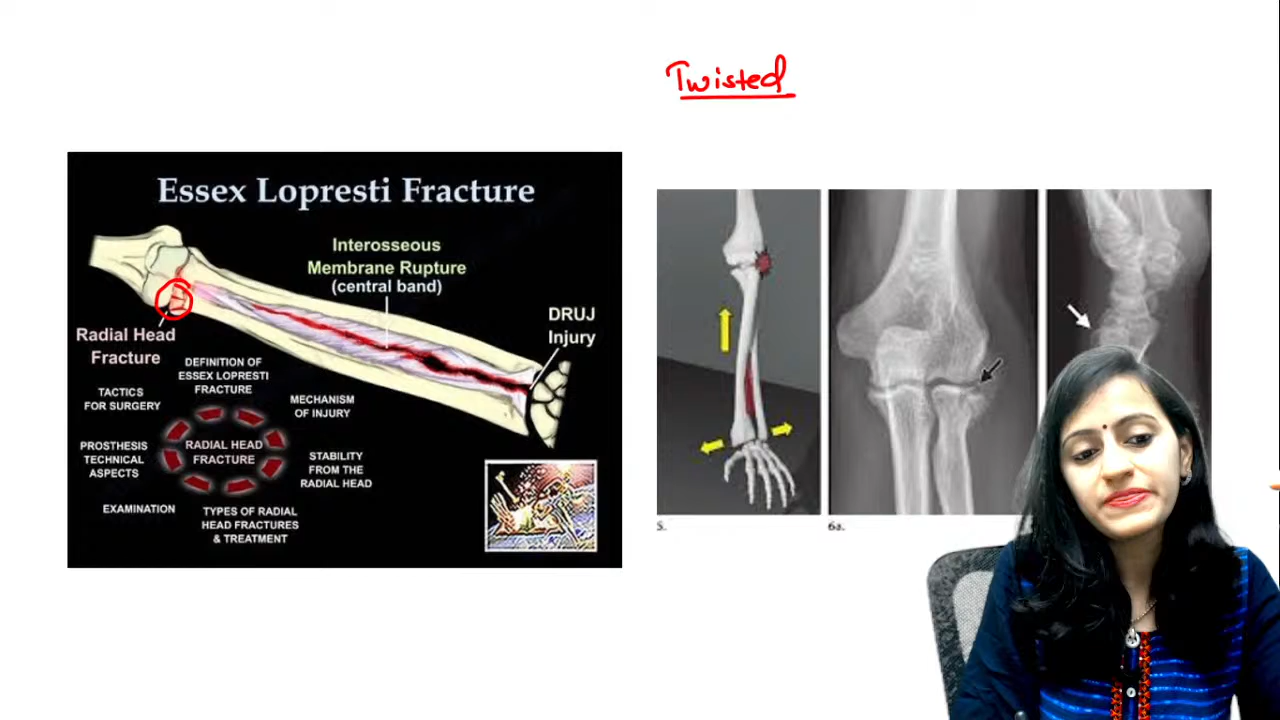 Twisted
Essex Lopresti Fracture
Interosseous
Membrane Rupture
(central band)
DRUJ
Injury
Radial Head
Fracture
DEFINITION OF
ESSEX LOPRESTI
FRACTURE
TACTICS
FOR SURGERY
MECHANISM
OF INJURY
PROSTHESIS
TECHNICAL
ASPECTS
RADIAL HEAD
FRACTURE
STABILITY
FROM THE
RADIAL HEAD
EXAMINATION
TYPES OF RADIAL
HEAD FRACTURES
& TREATMENT
5.
6a.